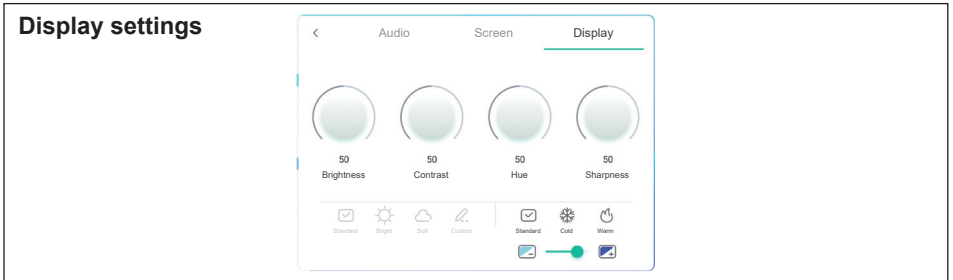 Display settings
Audio Screen Display
50 50 50 50
Brightness Contrast Hue Sharpness
Standard Bright Soft Custom Standard Cold Warm